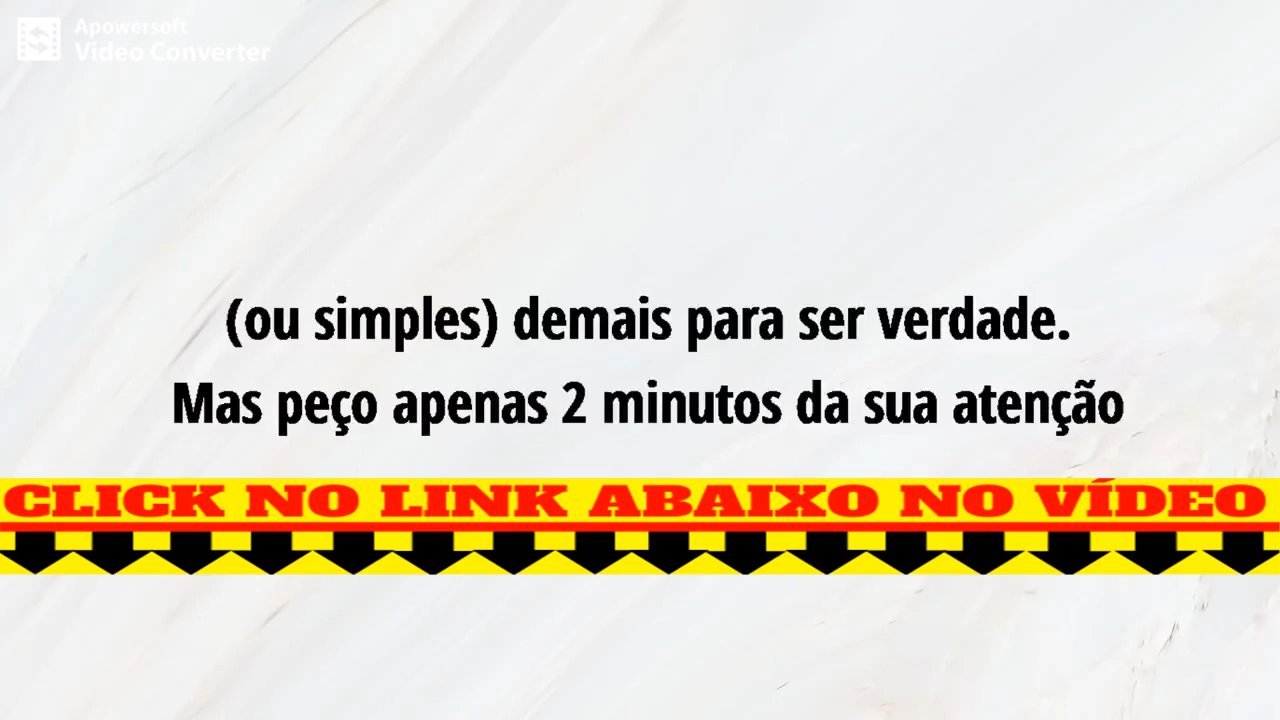 Apowersoft
Video Converter
(ou simples) demais para ser verdade.
Mas peço apenas 2 minutos da sua atenção
CLICK NO LINK ABAIXO NO VÍDEO